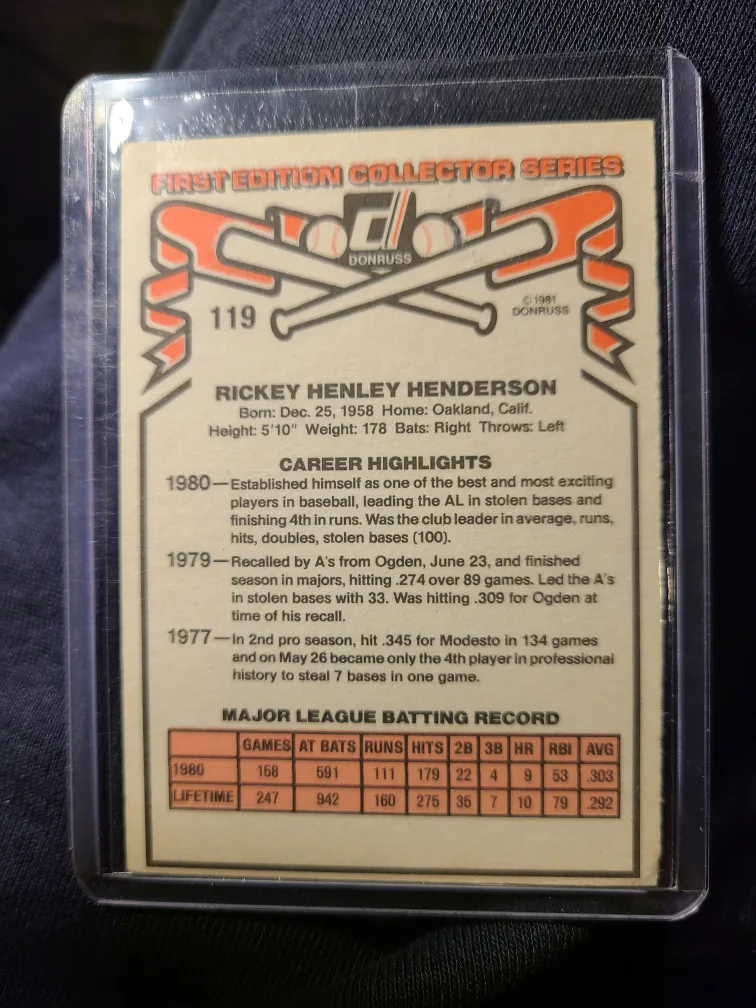 FIRST EDITION COLLECTOR SERIES
d
DONRUSS
119
© 1981
DONRUSS
RICKEY HENLEY HENDERSON
Born: Dec. 25, 1958 Home: Oakland, Calif.
Height: 5'10" Weight: 178 Bats: Right Throws: Left
CAREER HIGHLIGHTS
1980—Established himself as one of the best and most exciting
players in baseball, leading the AL in stolen bases and
finishing 4th in runs. Was the club leader in average, runs,
hits, doubles, stolen bases (100).
1979—Recalled by A's from Ogden, June 23, and finished
season in majors, hitting .274 over 89 games. Led the A's
in stolen bases with 33. Was hitting .309 for Ogden at
time of his recall.
1977—In 2nd pro season, hit .345 for Modesto in 134 games
and on May 26 became only the 4th player in professional
history to steal 7 bases in one game.
MAJOR LEAGUE BATTING RECORD
GAMES AT BATS RUNS HITS 2B 3B HR RBI AVG
1980 158 591 111 179 22 4 9 53 .303
LIFETIME 247 942 160 275 35 7 10 79 .292